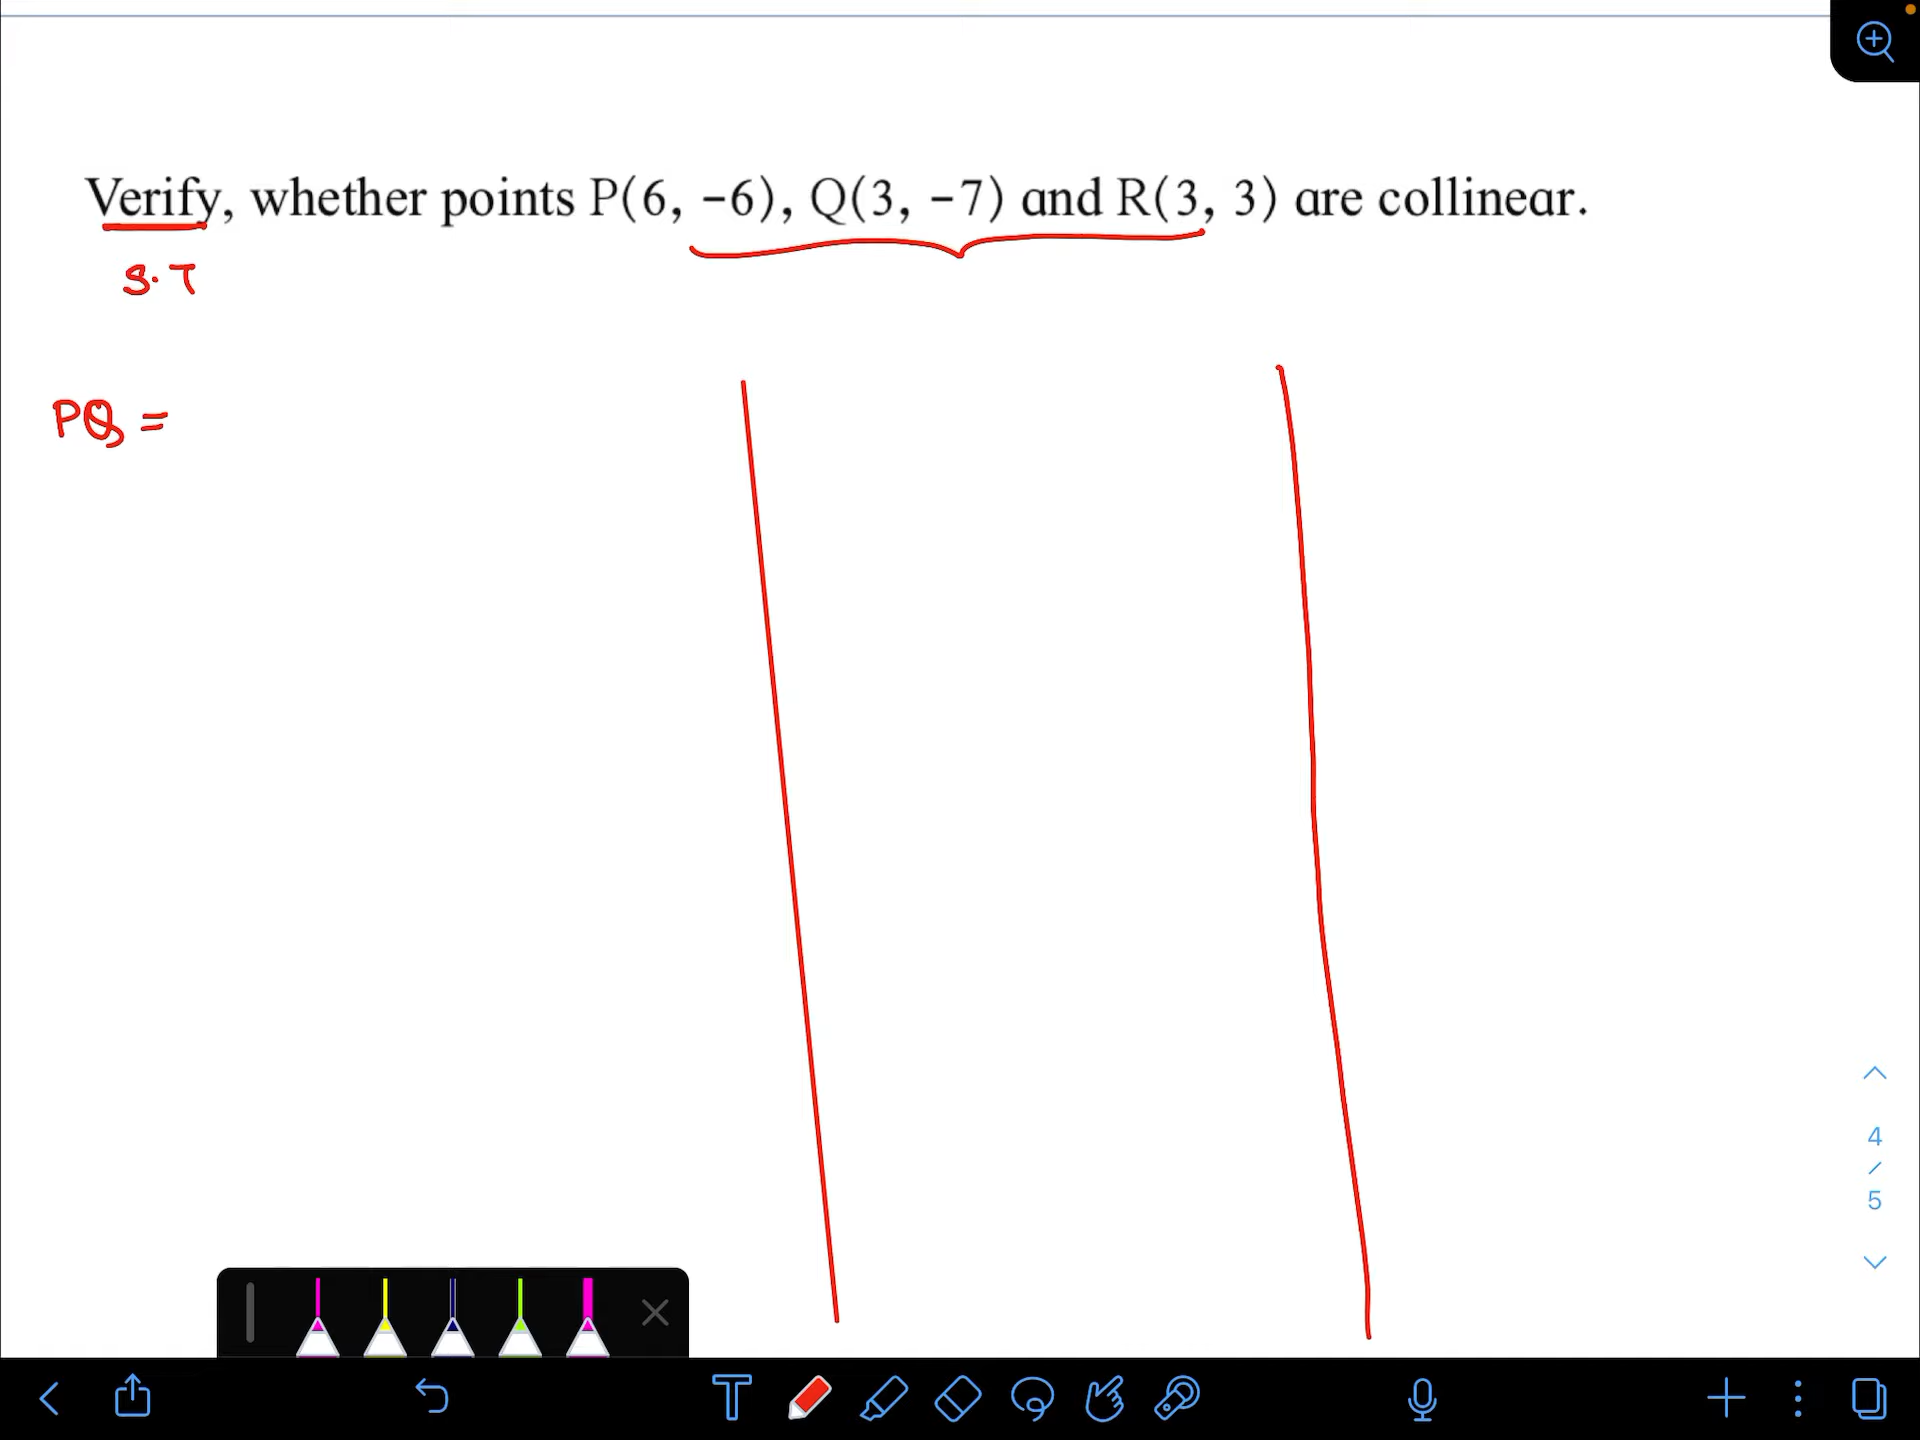 Verify, whether points P(6, −6), Q(3, −7) and R(3, 3) are collinear.
S.T
PQ =
4
/
5
T